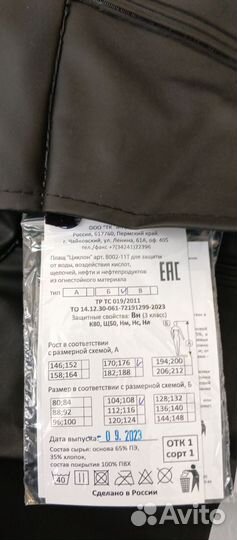 ООО "ТК
Россия, 617760, Пермский край,
г. Чайковский, ул. Ленина, 61А, оф. 405
тел./факс: +7(34241)22396
Плащ "Циклон" арт. 8002-11Т для защиты
от воды, воздействия кислот,
щелочей, нефти и нефтепродуктов
из огнестойкого материала
EAC
тип А Б В
ТР ТС 019/2011
ТО 14.12.30-061-72191299-2023
Защитные свойства: Вн (3 класс)
К80, Щ50, Нм, Нс, Нл
Рост в соответствии
с размерной схемой, А
146;152 170;176 194;200
158;164 182;188 206;212
Размер в соответствии с размерной схемой, Б
80;84 104;108 128;132
88;92 112;116 136;140
96;100 120;124 144;148
Дата выпуска- 09.2023
ОТК 1
сорт 1
Состав сырья: основа 65% ПЭ,
35% хлопок,
состав покрытия 100% ПВХ
40
Сделано в России
Avito